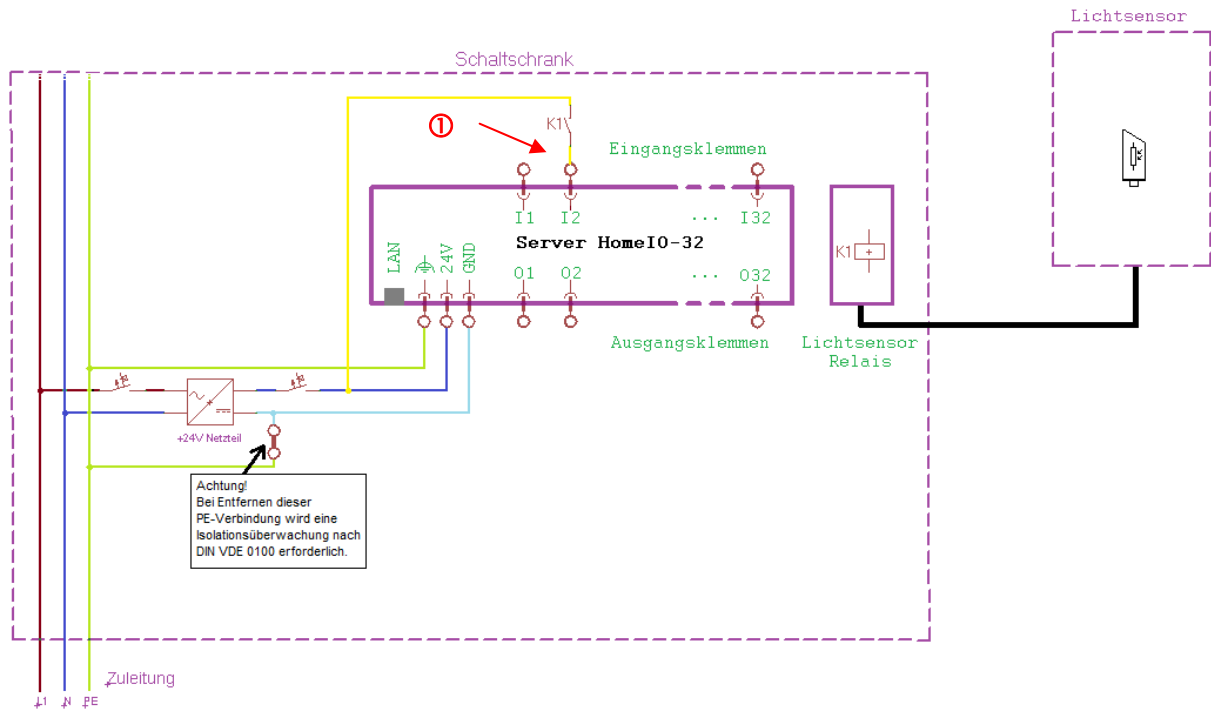 Lichtsensor
Schaltschrank
①
K1
Eingangsklemmen
I1 I2 ... I32
Server HomeIO-32
LAN 24V GND
O1 O2 ... O32
K1
Ausgangsklemmen
Lichtsensor
Relais
+24V Netzteil
Achtung!
Bei Entfernen dieser
PE-Verbindung wird eine
Isolationsüberwachung nach
DIN VDE 0100 erforderlich.
Zuleitung
L1 N PE